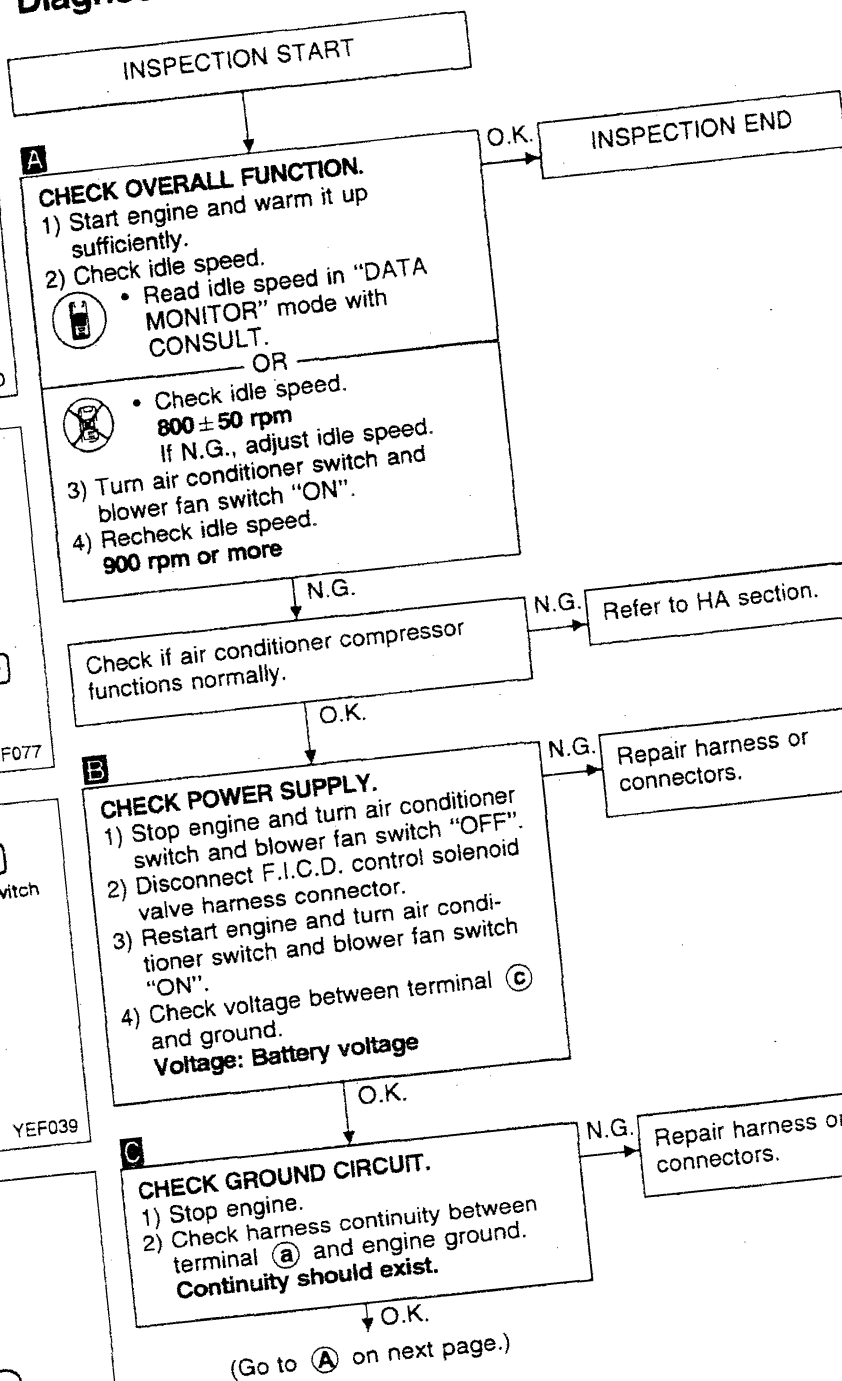 INSPECTION START
O.K.
INSPECTION END
A
CHECK OVERALL FUNCTION.
1) Start engine and warm it up
sufficiently.
2) Check idle speed.
• Read idle speed in "DATA
MONITOR" mode with
CONSULT.
OR
• Check idle speed.
800 ± 50 rpm
If N.G., adjust idle speed.
3) Turn air conditioner switch and
blower fan switch "ON".
4) Recheck idle speed.
900 rpm or more
N.G.
Check if air conditioner compressor
functions normally.
N.G.
Refer to HA section.
O.K.
F077
B
CHECK POWER SUPPLY.
1) Stop engine and turn air conditioner
switch and blower fan switch "OFF".
2) Disconnect F.I.C.D. control solenoid
valve harness connector.
3) Restart engine and turn air condi-
tioner switch and blower fan switch
"ON".
4) Check voltage between terminal ⓒ
and ground.
Voltage: Battery voltage
N.G.
Repair harness or
connectors.
O.K.
YEF039
C
CHECK GROUND CIRCUIT.
1) Stop engine.
2) Check harness continuity between
terminal ⓐ and engine ground.
Continuity should exist.
N.G.
Repair harness or
connectors.
O.K.
(Go to Ⓐ on next page.)